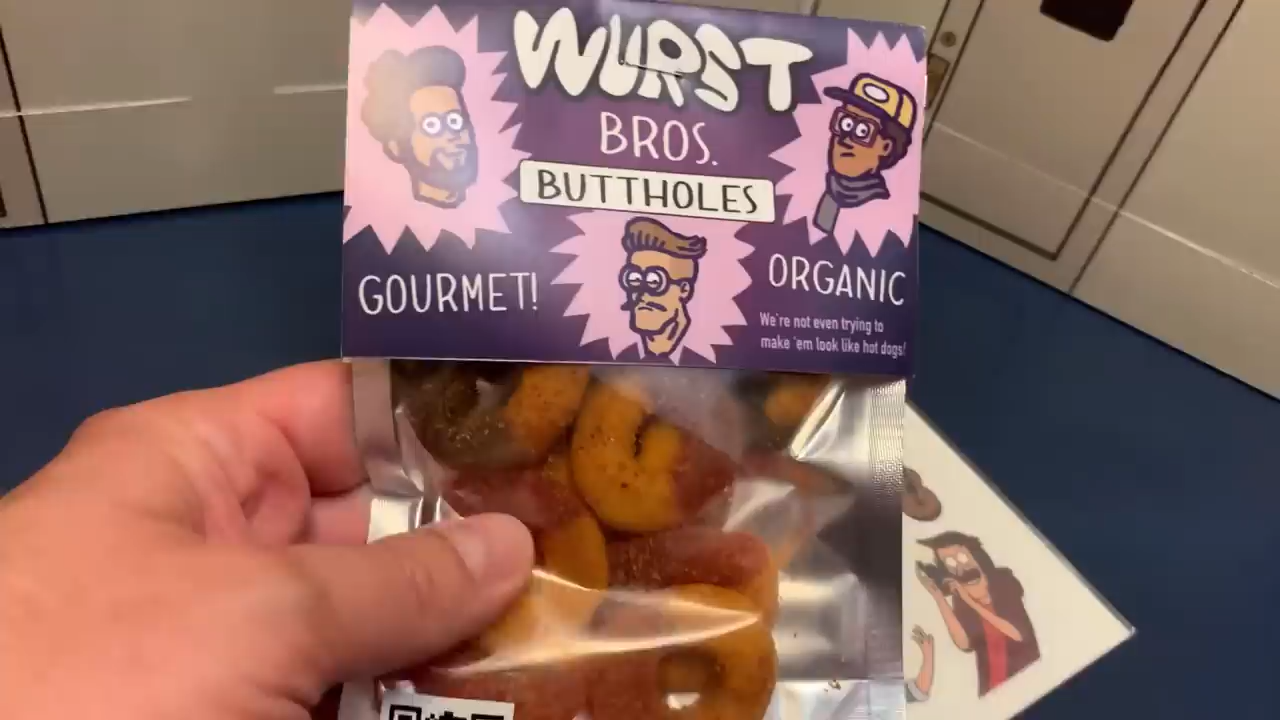 WURST
BROS.
BUTTHOLES
GOURMET!
ORGANIC
We're not even trying to
make 'em look like hot dogs!